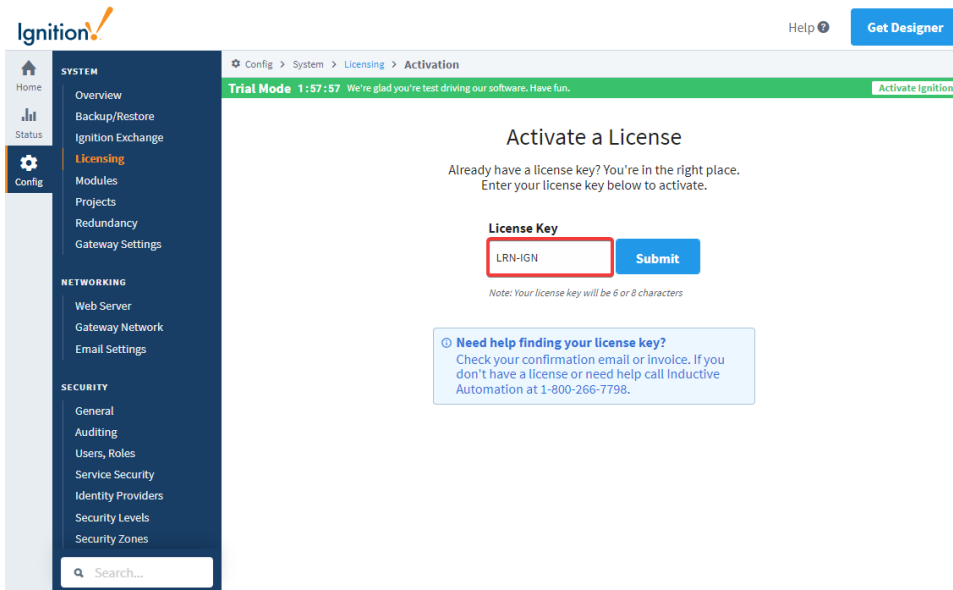 Ignition!
Help
Get Designer
Home
Status
Config
SYSTEM
Overview
Backup/Restore
Ignition Exchange
Licensing
Modules
Projects
Redundancy
Gateway Settings
NETWORKING
Web Server
Gateway Network
Email Settings
SECURITY
General
Auditing
Users, Roles
Service Security
Identity Providers
Security Levels
Security Zones
Search...
Config > System > Licensing > Activation
Trial Mode 1:57:57 We're glad you're test driving our software. Have fun.
Activate Ignition
Activate a License
Already have a license key? You're in the right place.
Enter your license key below to activate.
License Key
LRN-IGN
Submit
Note: Your license key will be 6 or 8 characters
Need help finding your license key?
Check your confirmation email or invoice. If you
don't have a license or need help call Inductive
Automation at 1-800-266-7798.